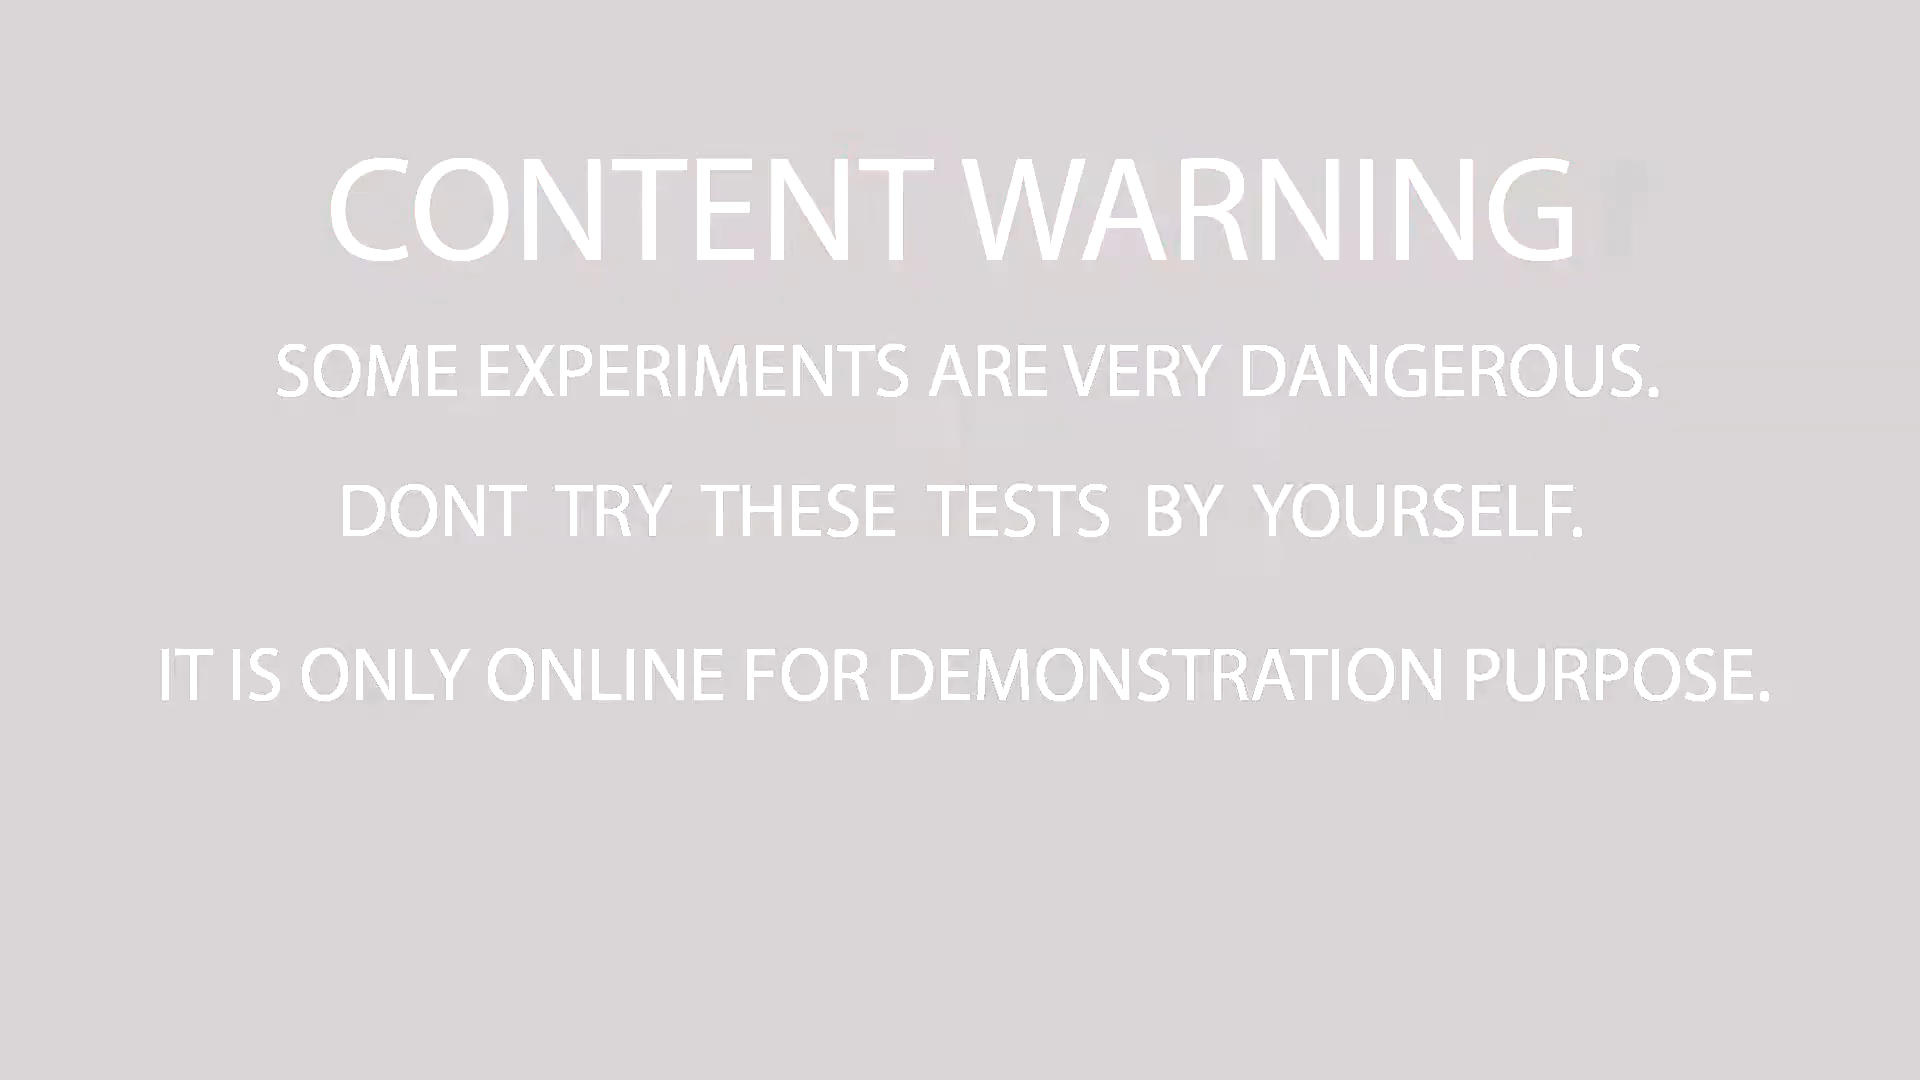 CONTENT WARNING
SOME EXPERIMENTS ARE VERY DANGEROUS.
DONT TRY THESE TESTS BY YOURSELF.
IT IS ONLY ONLINE FOR DEMONSTRATION PURPOSE.